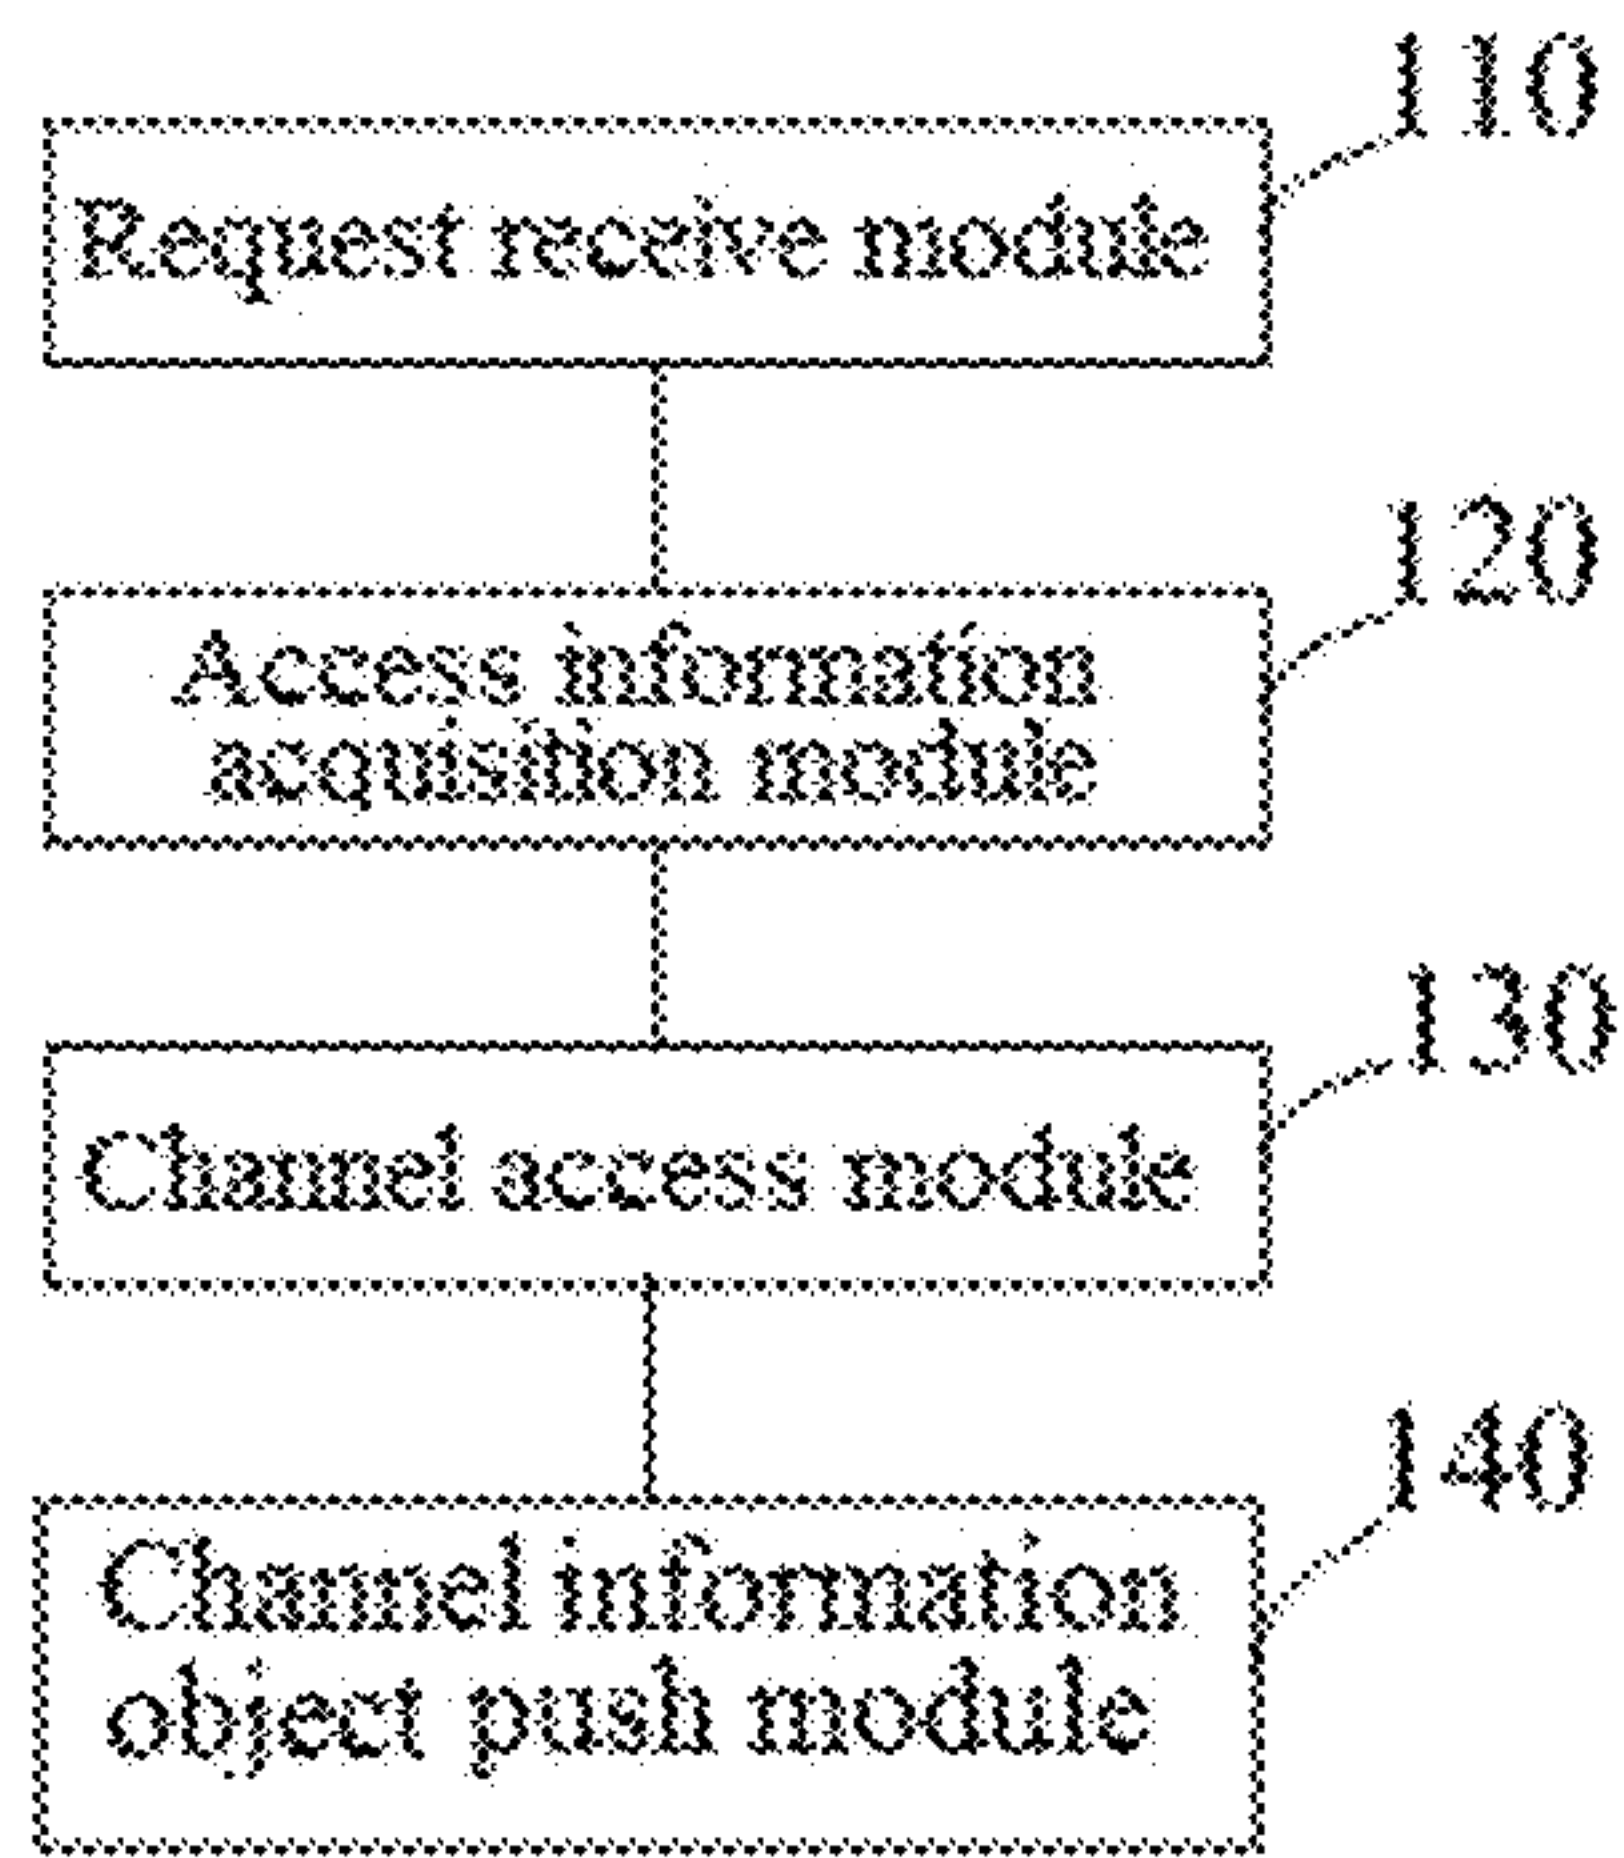 110
Request receive module
120
Access information
acquisition module
130
Channel access module
140
Channel information
object push module